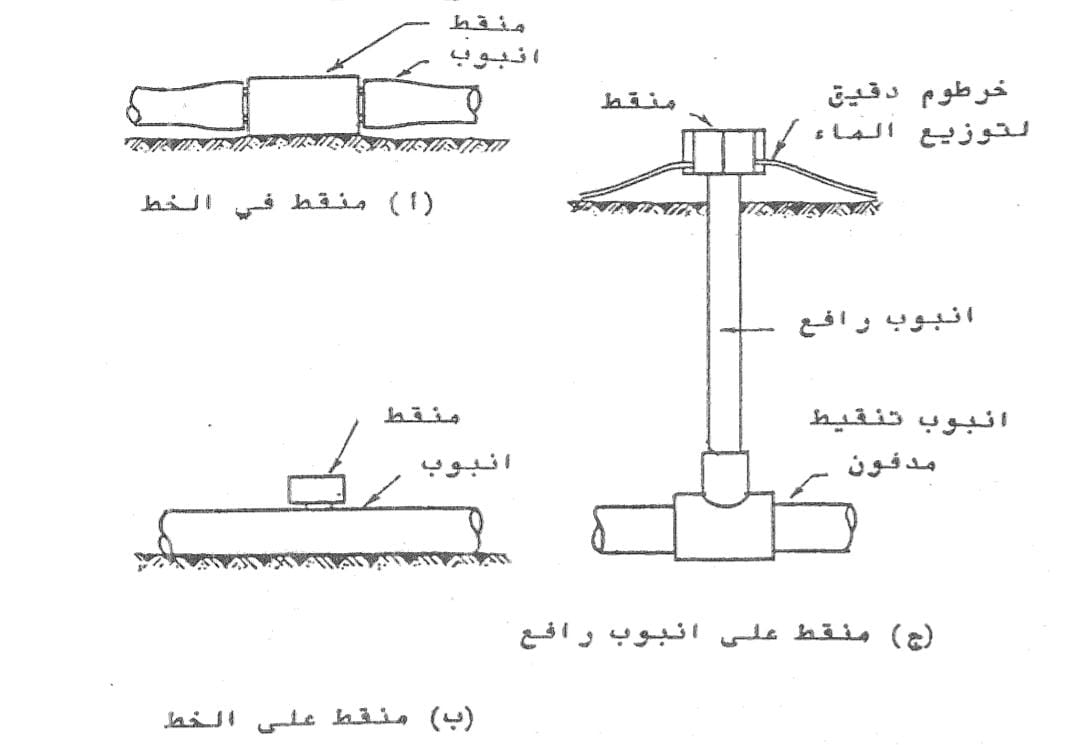 منقط
انبوب
(أ) منقط في الخط
منقط
خرطوم دقيق
لتوزيع الماء
انبوب رافع
منقط
انبوب
انبوب تنقيط
مدفون
(ج) منقط على انبوب رافع
(ب) منقط على الخط